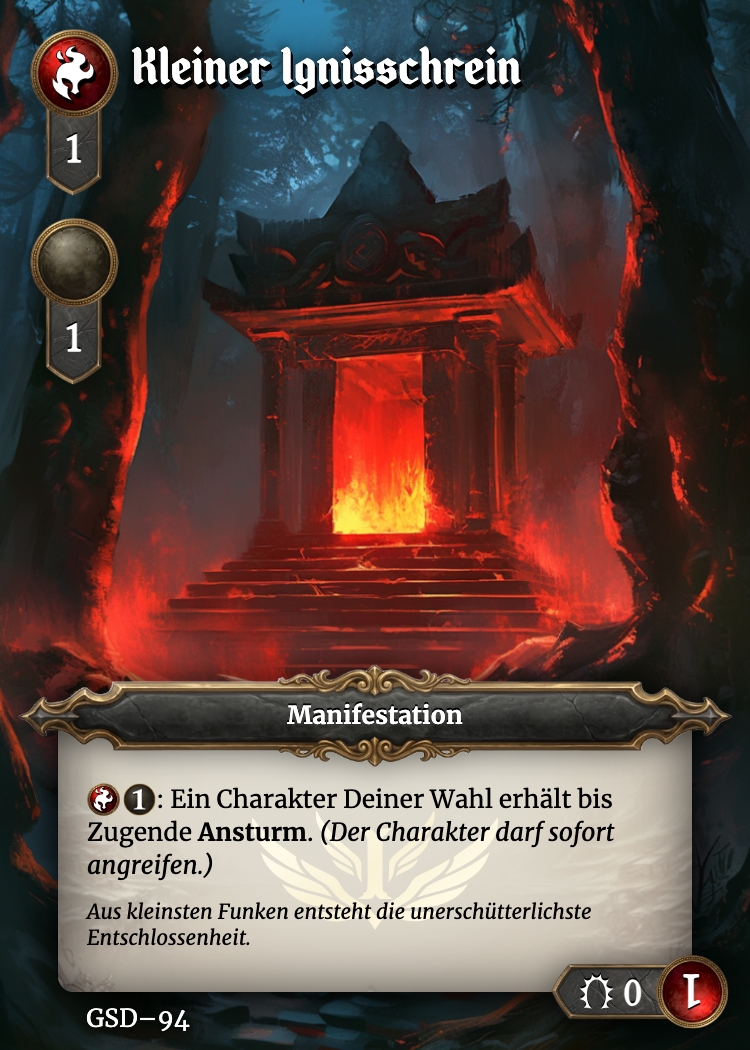 Kleiner Ignisschrein
1
1
Manifestation
1: Ein Charakter Deiner Wahl erhält bis
Zugende Ansturm. (Der Charakter darf sofort
angreifen.)
Aus kleinsten Funken entsteht die unerschütterlichste
Entschlossenheit.
0 1
GSD–94